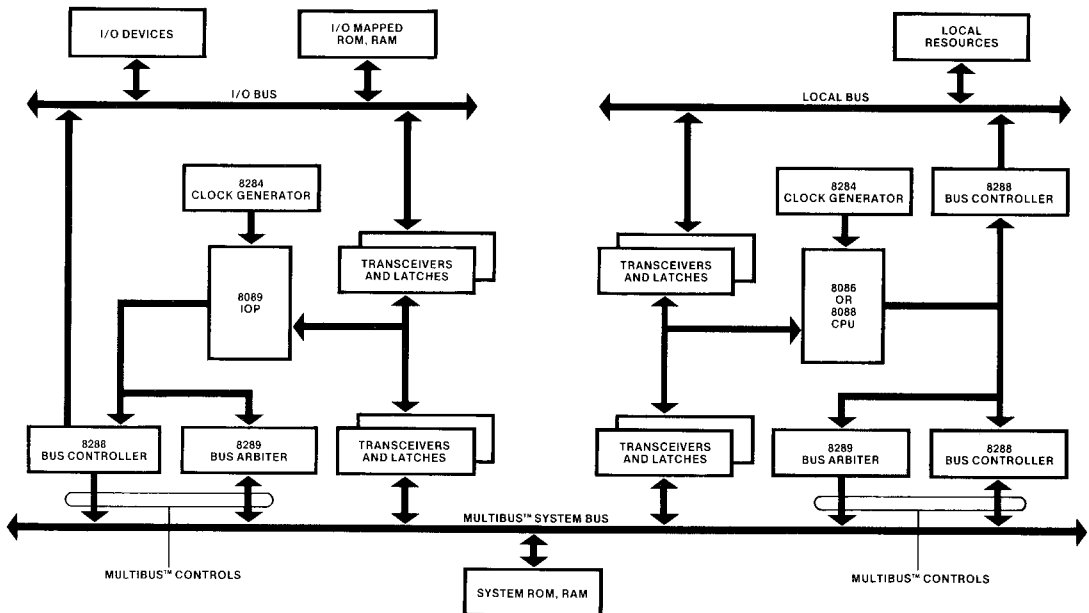 I/O DEVICES
I/O MAPPED
ROM, RAM
LOCAL
RESOURCES
I/O BUS
LOCAL BUS
8284
CLOCK GENERATOR
8284
CLOCK GENERATOR
8288
BUS CONTROLLER
TRANSCEIVERS
AND LATCHES
TRANSCEIVERS
AND LATCHES
8089
IOP
8086
OR
8088
CPU
8288
BUS CONTROLLER
8289
BUS ARBITER
TRANSCEIVERS
AND LATCHES
TRANSCEIVERS
AND LATCHES
8289
BUS ARBITER
8288
BUS CONTROLLER
MULTIBUS™ SYSTEM BUS
MULTIBUS™ CONTROLS
SYSTEM ROM, RAM
MULTIBUS™ CONTROLS